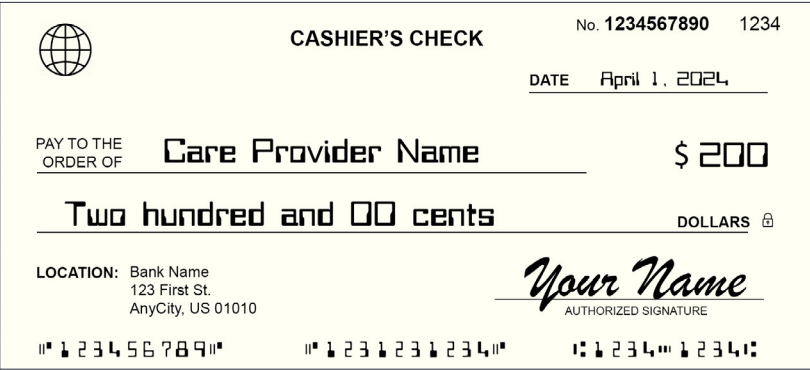 CASHIER'S CHECK
No. 1234567890 1234
DATE April 1, 2024
PAY TO THE
ORDER OF Care Provider Name $ 200
Two hundred and 00 cents DOLLARS
LOCATION: Bank Name
123 First St.
AnyCity, US 01010
Your Name
AUTHORIZED SIGNATURE
⑈123456789⑈ ⑈1231231234⑈ ⑆1234⑉1234⑆